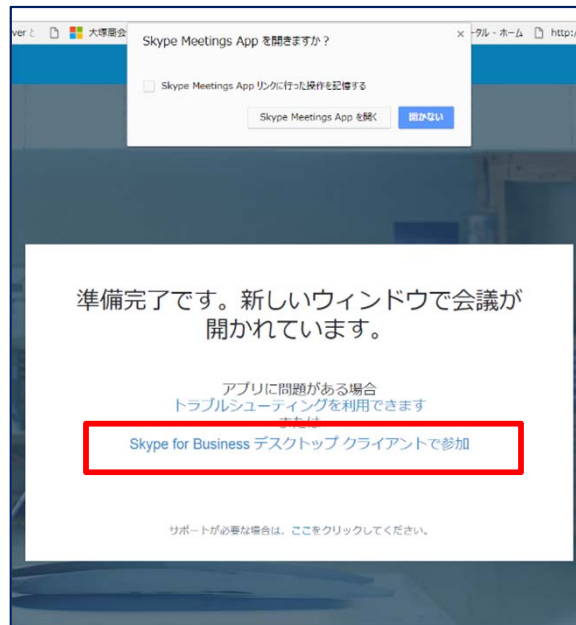 ver と 大塚商会 -タル - ホーム http:/
Skype Meetings App を開きますか？
Skype Meetings App リンクに行った操作を記憶する
Skype Meetings App を開く 開かない
準備完了です。新しいウィンドウで会議が
開かれています。
アプリに問題がある場合
トラブルシューティングを利用できます
または
Skype for Business デスクトップ クライアントで参加
サポートが必要な場合は、ここをクリックしてください。